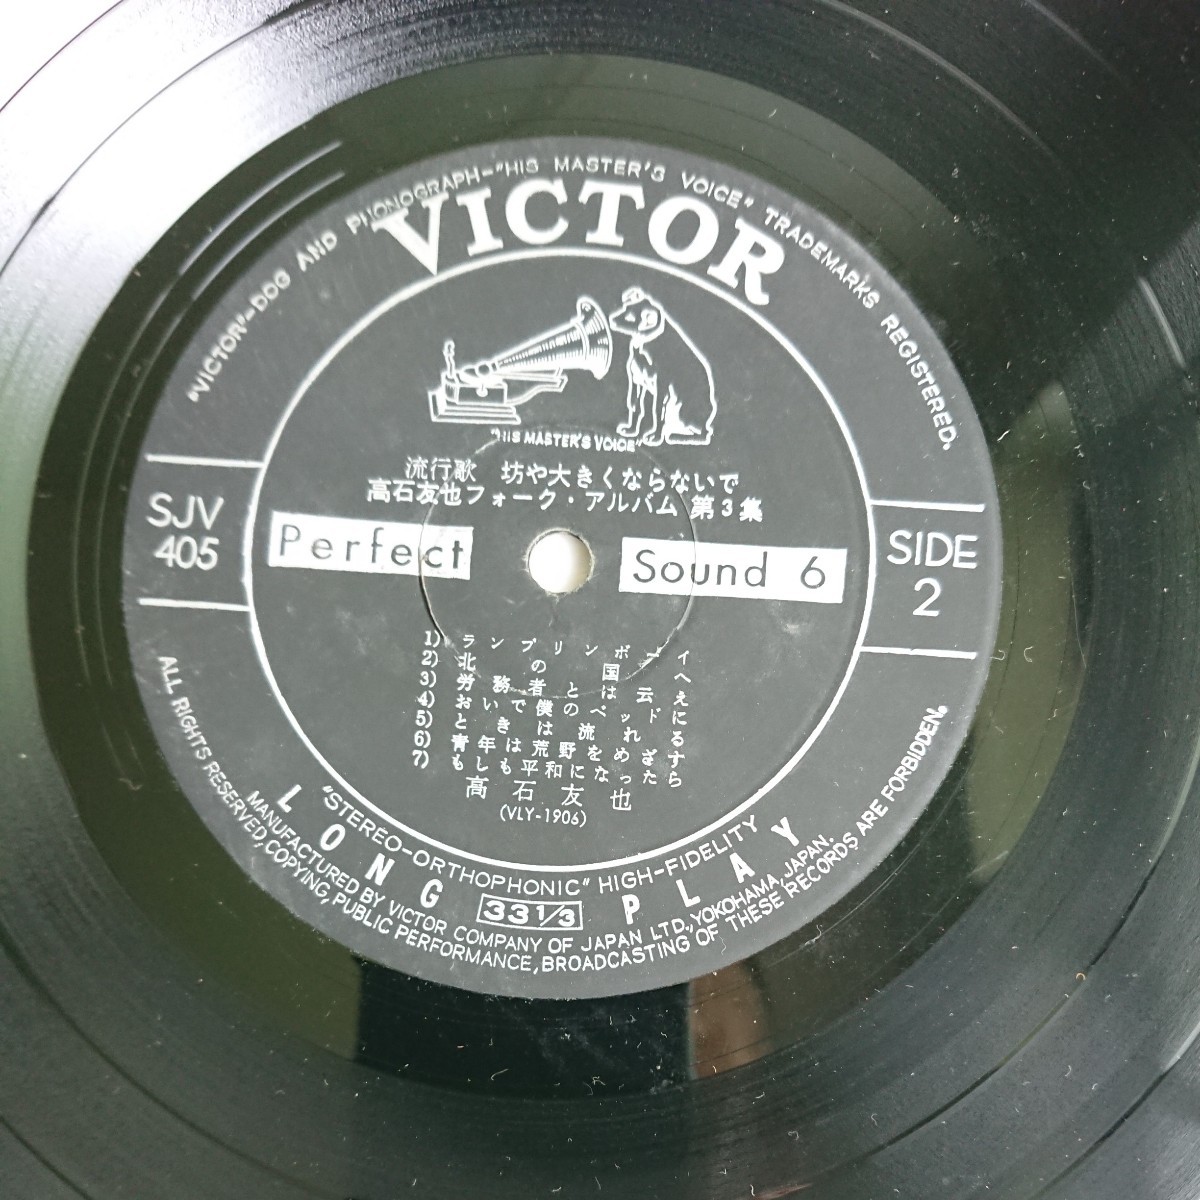 "VICTOR"-DOG AND PHONOGRAPH-"HIS MASTER'S VOICE" TRADEMARKS REGISTERED.
VICTOR
"HIS MASTER'S VOICE"
流行歌 坊や大きくならないで
高石友也フォーク・アルバム 第3集
SJV
405
Perfect Sound 6
SIDE
2
1) ランブリンボーイ
2) 北の国へ
3) 労務者とは云え
4) おいで僕のベッドに
5) ときは流れる
6) 青年は荒野をめざす
7) もしも平和になったら
高石友也
(VLY-1906)
"STEREO-ORTHOPHONIC" HIGH-FIDELITY
LONG 33 1/3 PLAY
MANUFACTURED BY VICTOR COMPANY OF JAPAN LTD., YOKOHAMA, JAPAN.
ALL RIGHTS RESERVED, COPYING, PUBLIC PERFORMANCE, BROADCASTING OF THESE RECORDS ARE FORBIDDEN.